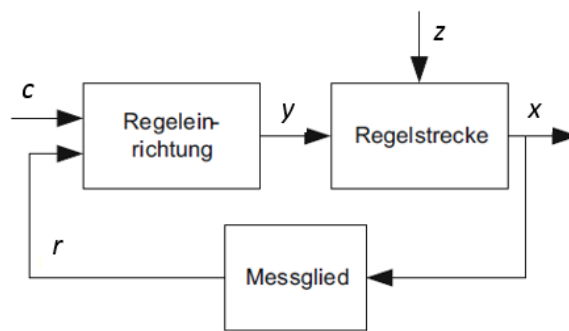 z
c
Regelein-
richtung
y
Regelstrecke
x
r
Messglied